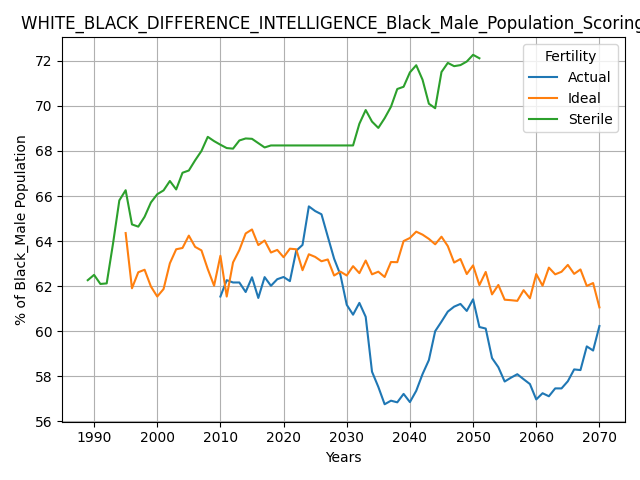 WHITE_BLACK_DIFFERENCE_INTELLIGENCE_Black_Male_Population_Scoring
Fertility
Actual
Ideal
Sterile
% of Black_Male Population
72
70
68
66
64
62
60
58
56
1990 2000 2010 2020 2030 2040 2050 2060 2070
Years